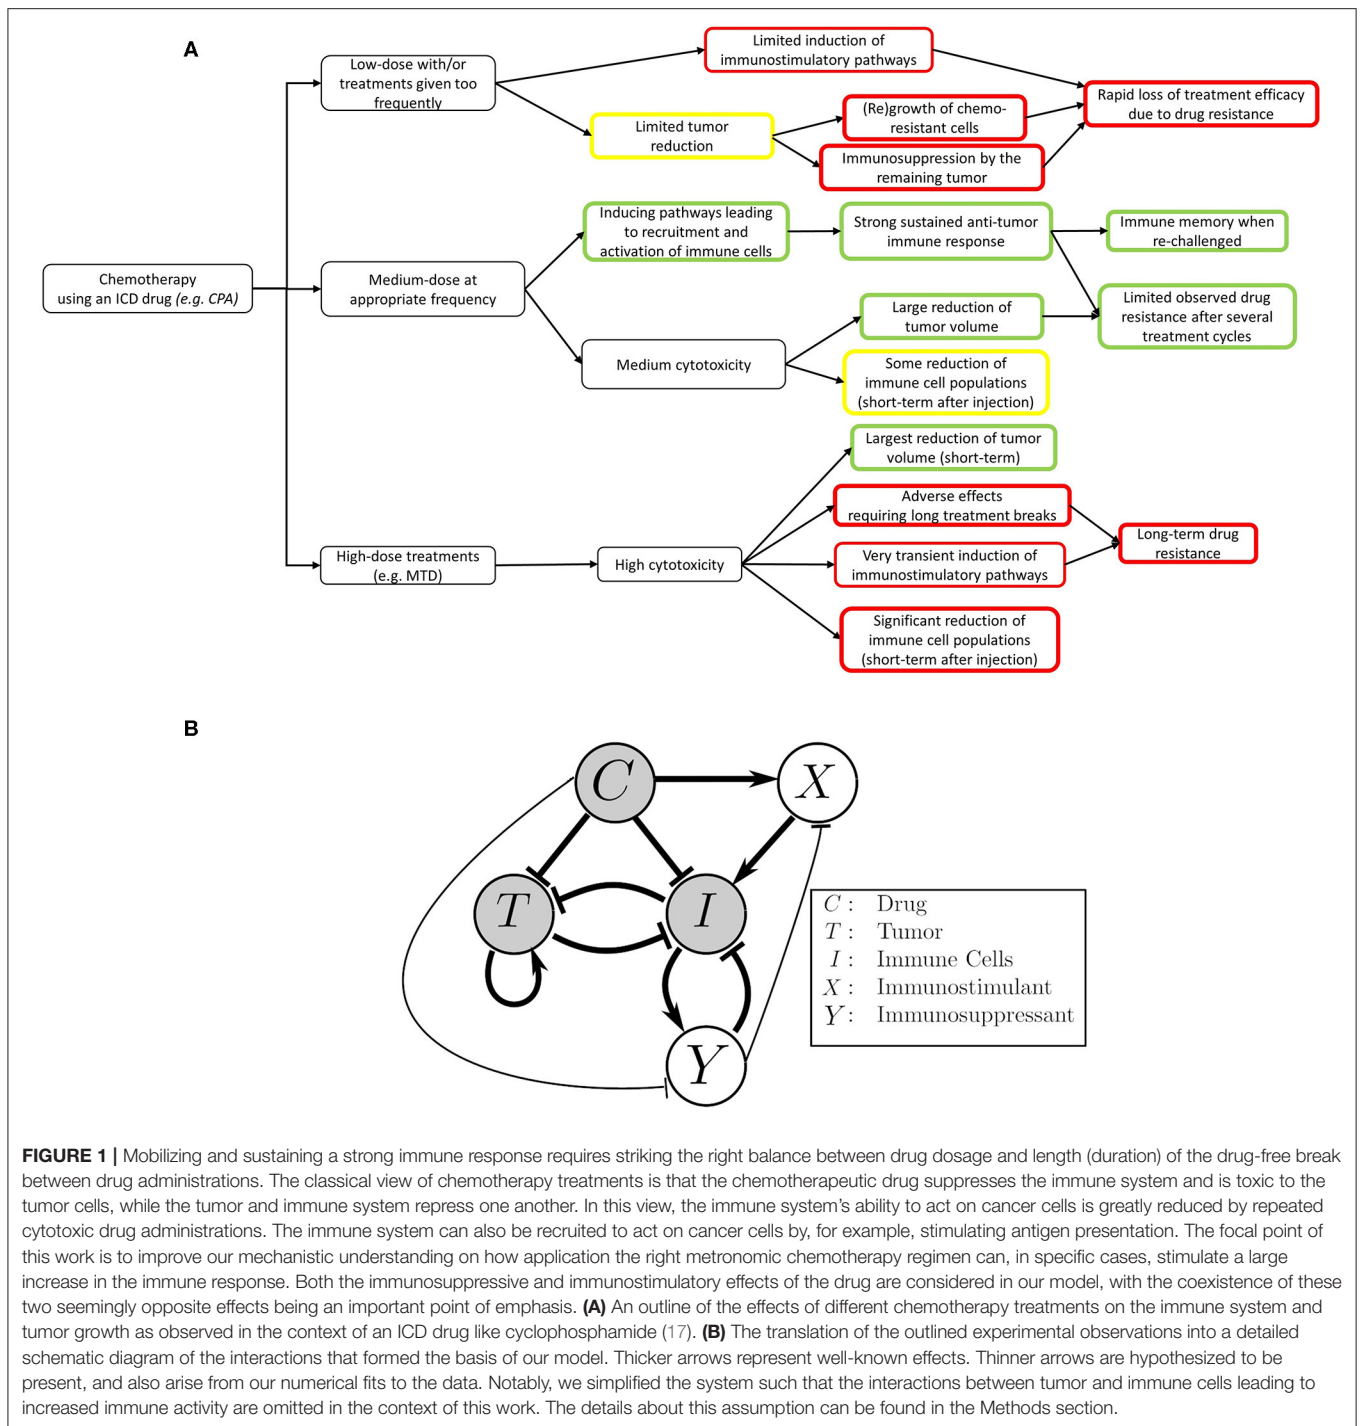 A
Low-dose with/or
treatments given too
frequently
Limited induction of
immunostimulatory pathways
Limited tumor
reduction
(Re)growth of chemo-
resistant cells
Immunosuppression by the
remaining tumor
Rapid loss of treatment efficacy
due to drug resistance
Chemotherapy
using an ICD drug (e.g. CPA)
Medium-dose at
appropriate frequency
Inducing pathways leading
to recruitment and
activation of immune cells
Strong sustained anti-tumor
immune response
Immune memory when
re-challenged
Limited observed drug
resistance after several
treatment cycles
Medium cytotoxicity
Large reduction of
tumor volume
Some reduction of
immune cell populations
(short-term after injection)
High-dose treatments
(e.g. MTD)
High cytotoxicity
Largest reduction of tumor
volume (short-term)
Adverse effects
requiring long treatment breaks
Very transient induction of
immunostimulatory pathways
Significant reduction of
immune cell populations
(short-term after injection)
Long-term drug
resistance
B
C
X
T
I
Y
C : Drug
T : Tumor
I : Immune Cells
X : Immunostimulant
Y : Immunosuppressant
FIGURE 1 | Mobilizing and sustaining a strong immune response requires striking the right balance between drug dosage and length (duration) of the drug-free break
between drug administrations. The classical view of chemotherapy treatments is that the chemotherapeutic drug suppresses the immune system and is toxic to the
tumor cells, while the tumor and immune system repress one another. In this view, the immune system's ability to act on cancer cells is greatly reduced by repeated
cytotoxic drug administrations. The immune system can also be recruited to act on cancer cells by, for example, stimulating antigen presentation. The focal point of
this work is to improve our mechanistic understanding on how application the right metronomic chemotherapy regimen can, in specific cases, stimulate a large
increase in the immune response. Both the immunosuppressive and immunostimulatory effects of the drug are considered in our model, with the coexistence of these
two seemingly opposite effects being an important point of emphasis. (A) An outline of the effects of different chemotherapy treatments on the immune system and
tumor growth as observed in the context of an ICD drug like cyclophosphamide (17). (B) The translation of the outlined experimental observations into a detailed
schematic diagram of the interactions that formed the basis of our model. Thicker arrows represent well-known effects. Thinner arrows are hypothesized to be
present, and also arise from our numerical fits to the data. Notably, we simplified the system such that the interactions between tumor and immune cells leading to
increased immune activity are omitted in the context of this work. The details about this assumption can be found in the Methods section.